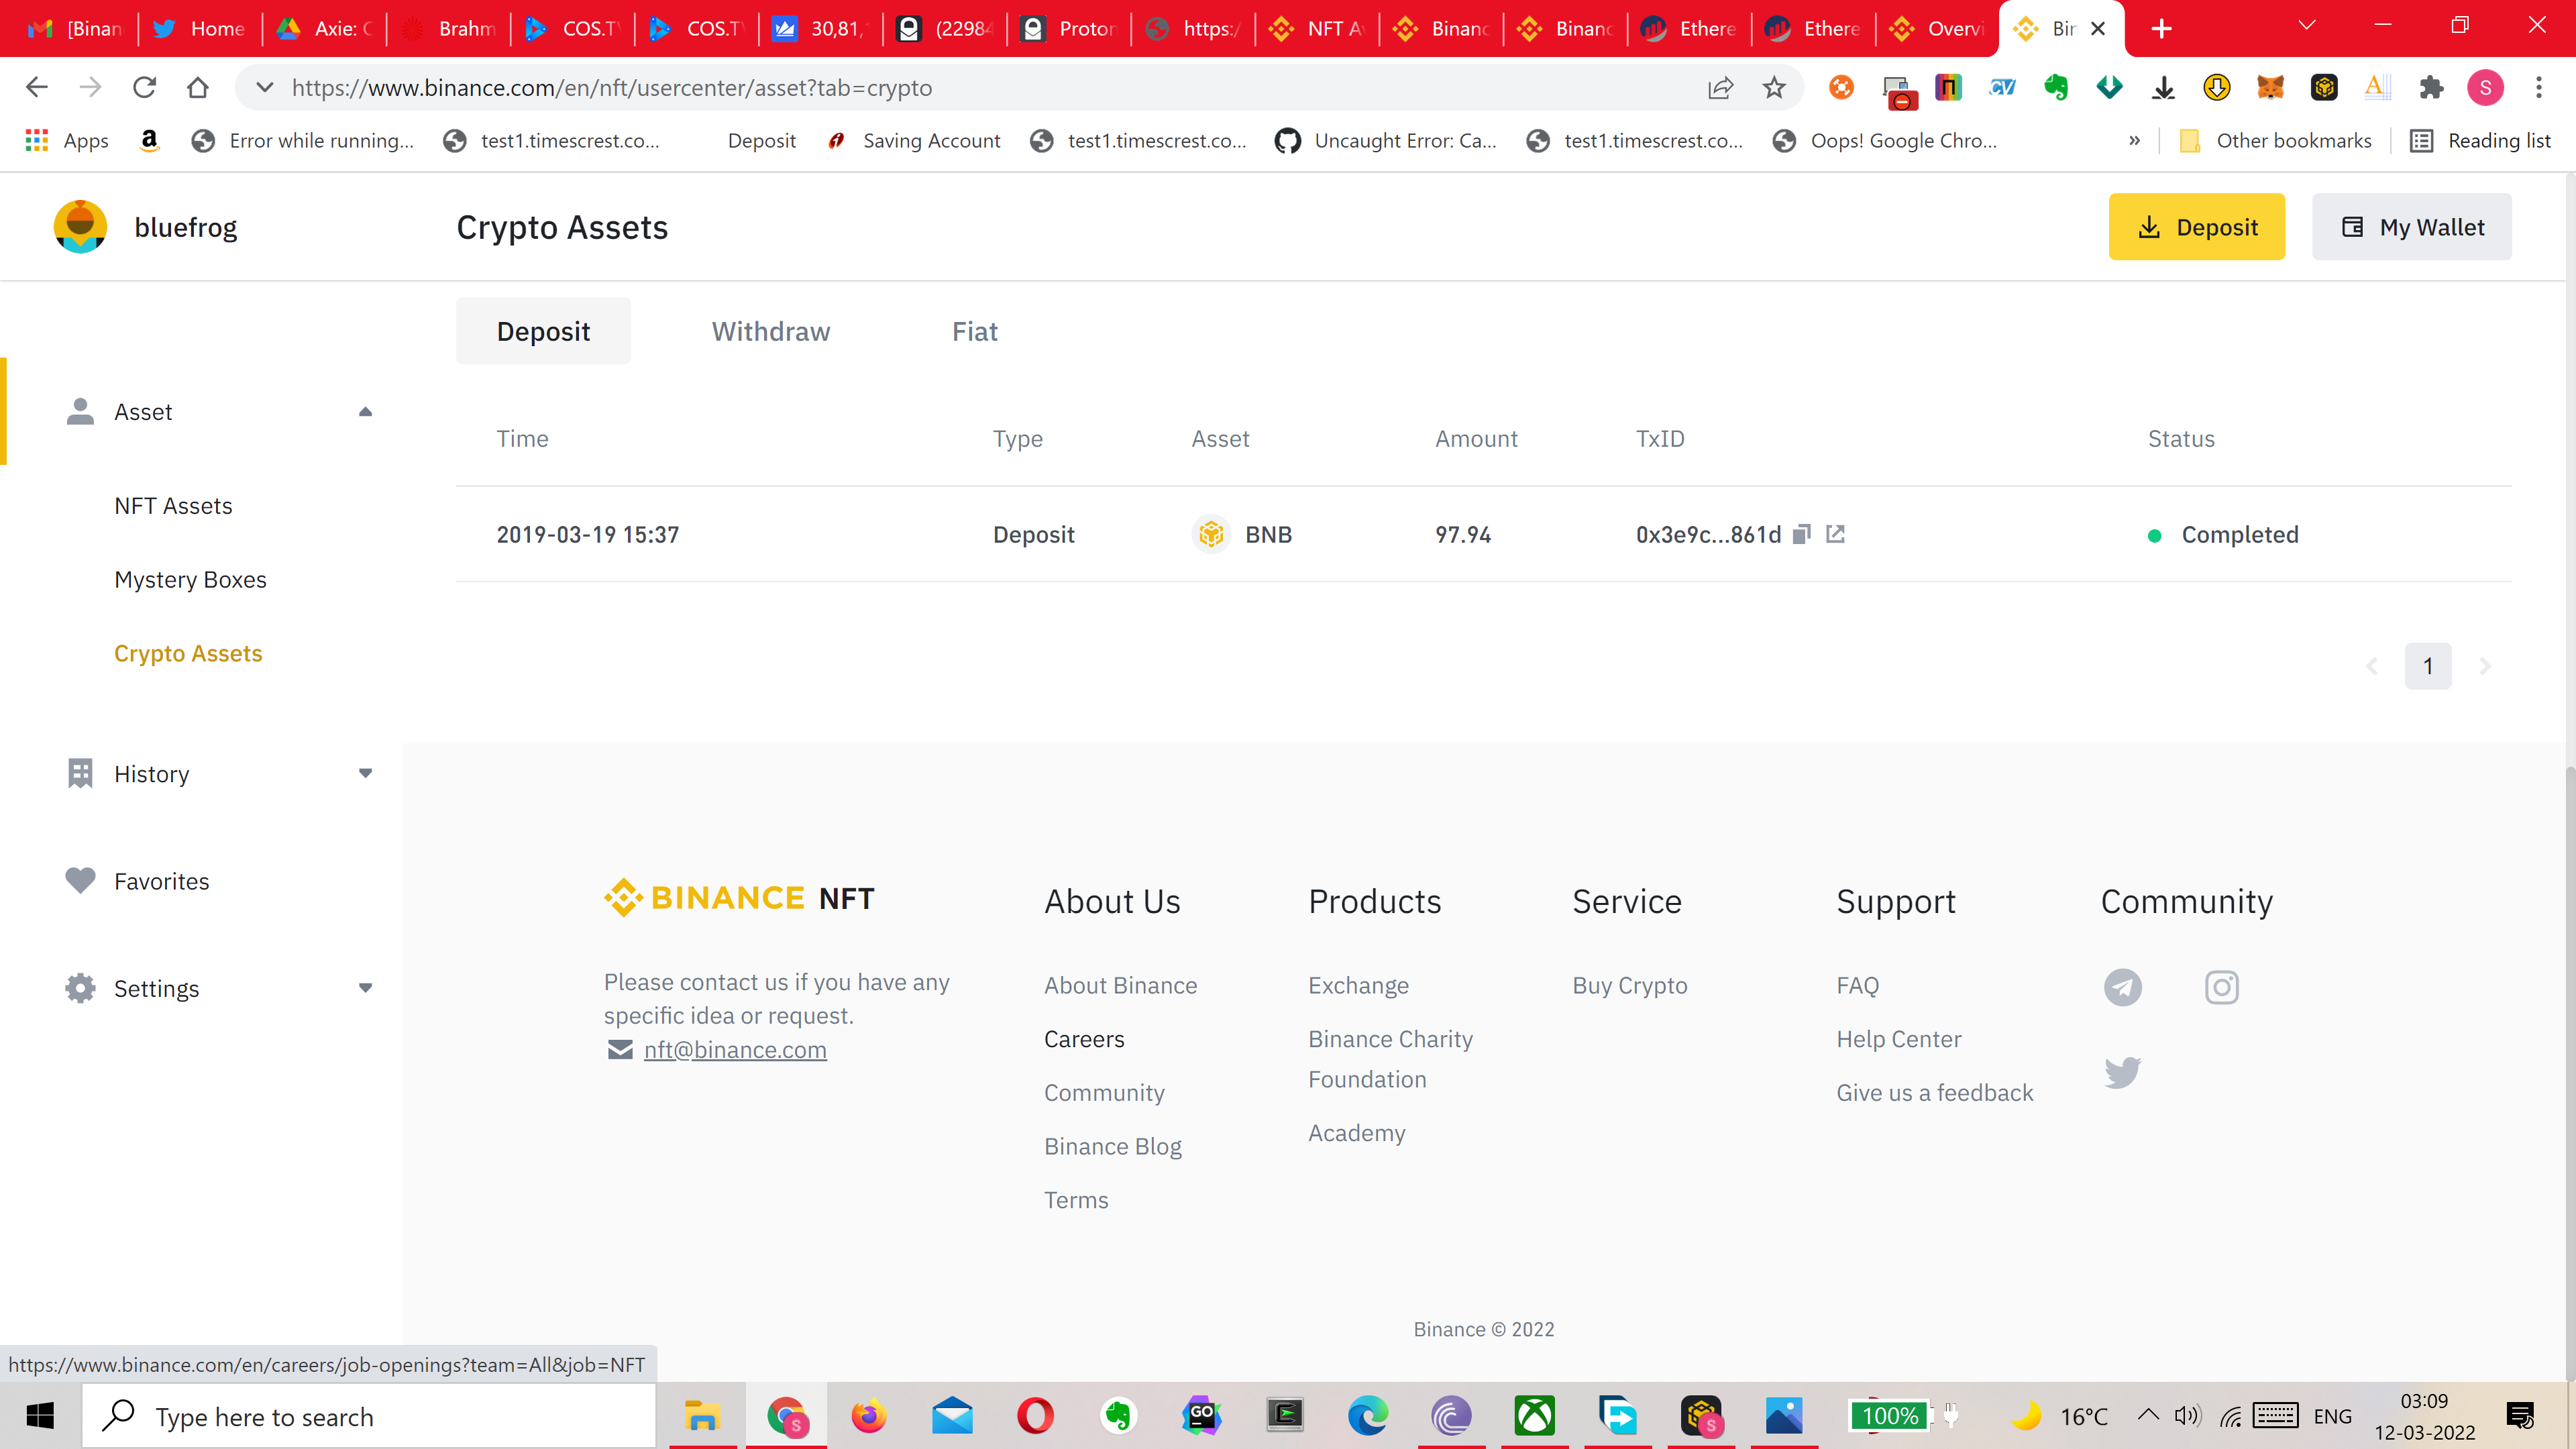 [Binan
Home
Axie: C
Brahm
COS.T
COS.T
30,81,
(22984
Proton
https:/
NFT A
Binanc
Binanc
Ethere
Ethere
Overvi
Bin
https://www.binance.com/en/nft/usercenter/asset?tab=crypto
S
Apps
Error while running...
test1.timescrest.co...
Deposit
Saving Account
test1.timescrest.co...
Uncaught Error: Ca...
test1.timescrest.co...
Oops! Google Chro...
»
Other bookmarks
Reading list
bluefrog
Crypto Assets
Deposit
My Wallet
Deposit
Withdraw
Fiat
Asset
NFT Assets
Mystery Boxes
Crypto Assets
History
Favorites
Settings
Time Type Asset Amount TxID Status
2019-03-19 15:37 Deposit BNB 97.94 0x3e9c...861d Completed
1
BINANCE NFT
Please contact us if you have any
specific idea or request.
nft@binance.com
About Us
About Binance
Careers
Community
Binance Blog
Terms
Products
Exchange
Binance Charity
Foundation
Academy
Service
Buy Crypto
Support
FAQ
Help Center
Give us a feedback
Community
Binance © 2022
https://www.binance.com/en/careers/job-openings?team=All&job=NFT
Type here to search
S
GO
S
100%
16°C
ENG
03:09
12-03-2022